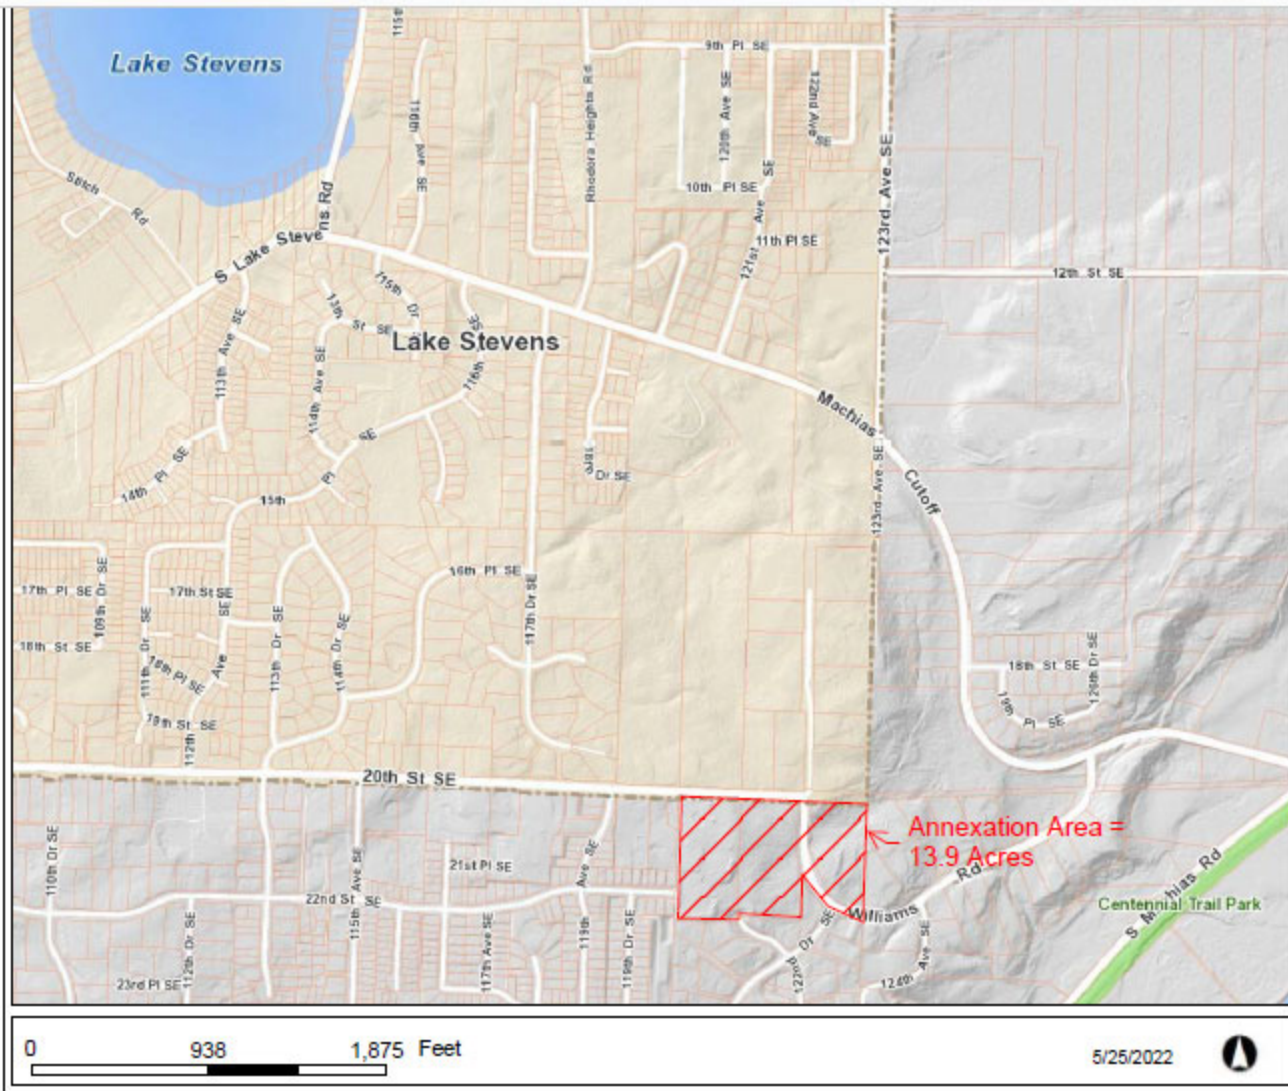 Lake Stevens
115t
9th Pl SE
116th Ave SE
Rhodora Heights Rd
120th Ave SE
122nd Ave SE
123rd Ave SE
Stitch Rd
10th Pl SE
S Lake Stevens Rd
121st Ave SE
11th Pl SE
12th St SE
115th Dr SE
13th St SE
Lake Stevens
113th Ave SE
114th Ave SE
116th SE
Machias Cutoff
123rd Ave SE
14th Pl SE
15th Pl SE
18th Dr SE
17th Pl SE
109th Dr SE
17th St SE
16th Pl SE
117th Dr SE
18th St SE
111th Dr SE
18th Pl SE
113th Dr SE
114th Dr SE
18th St SE
126th Dr SE
19th Pl SE
19th St SE
112th Ave SE
20th St SE
Annexation Area =
13.9 Acres
110th Dr SE
21st Pl SE
22nd St SE
115th Ave SE
119th Ave SE
Williams Rd
Centennial Trail Park
S Machias Rd
112th Dr SE
117th Ave SE
119th Dr SE
122nd Dr SE
124th Ave SE
23rd Pl SE
0 938 1,875 Feet
5/25/2022